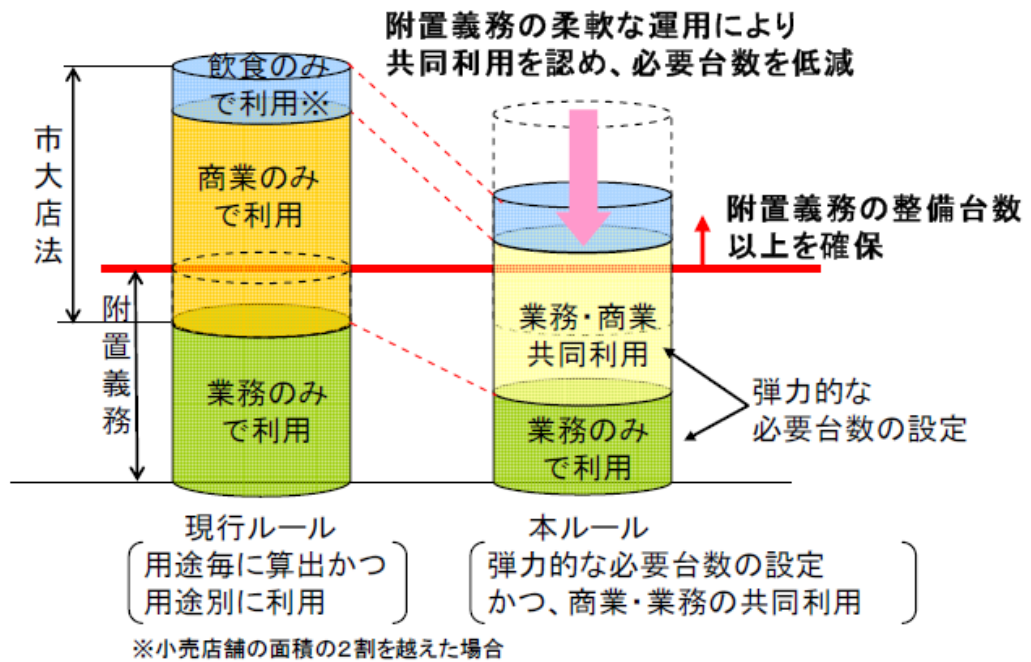 附置義務の柔軟な運用により
共同利用を認め、必要台数を低減
飲食のみ
で利用※
市大店法
商業のみ
で利用
附置義務の整備台数
以上を確保
附置義務
業務・商業
共同利用
業務のみ
で利用
弾力的な
必要台数の設定
業務のみ
で利用
現行ルール
用途毎に算出かつ
用途別に利用
本ルール
弾力的な必要台数の設定
かつ、商業・業務の共同利用
※小売店舗の面積の2割を越えた場合